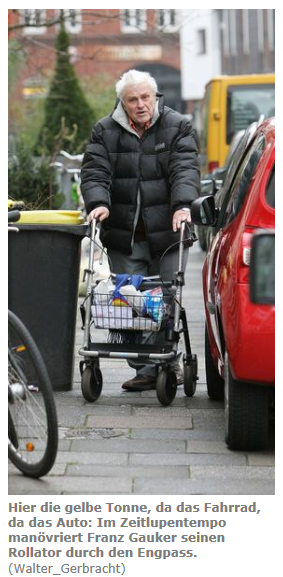 Hier die gelbe Tonne, da das Fahrrad,
da das Auto: Im Zeitlupentempo
manövriert Franz Gauker seinen
Rollator durch den Engpass.
(Walter_Gerbracht)